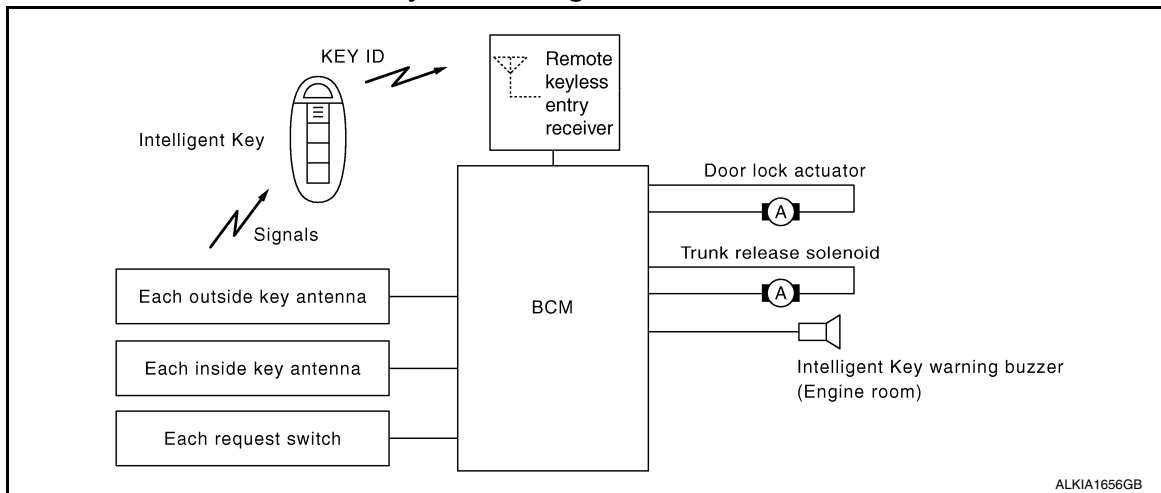 KEY ID
Remote
keyless
entry
receiver
Intelligent Key
Signals
Door lock actuator
A
Trunk release solenoid
A
Each outside key antenna
BCM
Each inside key antenna
Intelligent Key warning buzzer
(Engine room)
Each request switch
ALKIA1656GB